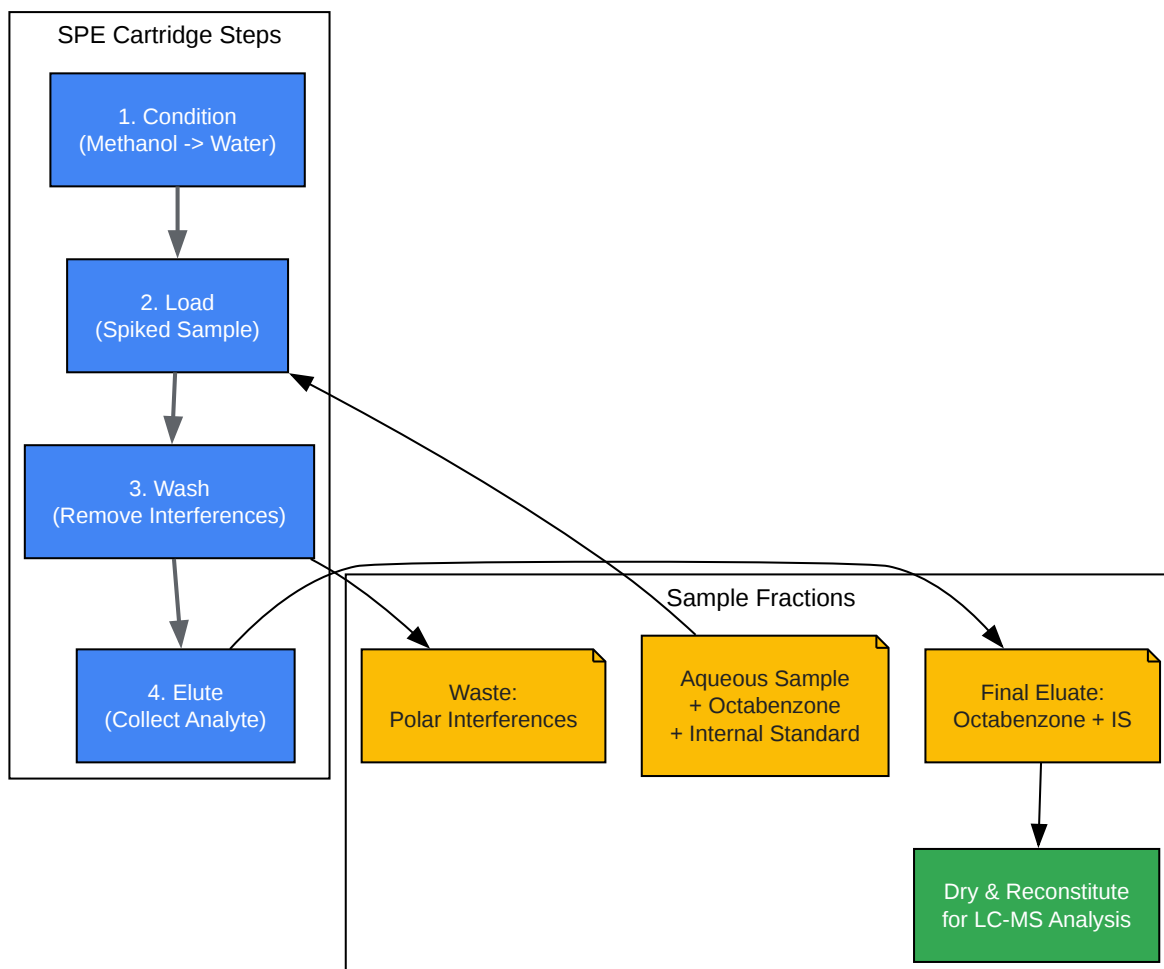 SPE Cartridge Steps
1. Condition
(Methanol -> Water)
2. Load
(Spiked Sample)
3. Wash
(Remove Interferences)
4. Elute
(Collect Analyte)
Sample Fractions
Waste:
Polar Interferences
Aqueous Sample
+ Octabenzone
+ Internal Standard
Final Eluate:
Octabenzone + IS
Dry & Reconstitute
for LC-MS Analysis